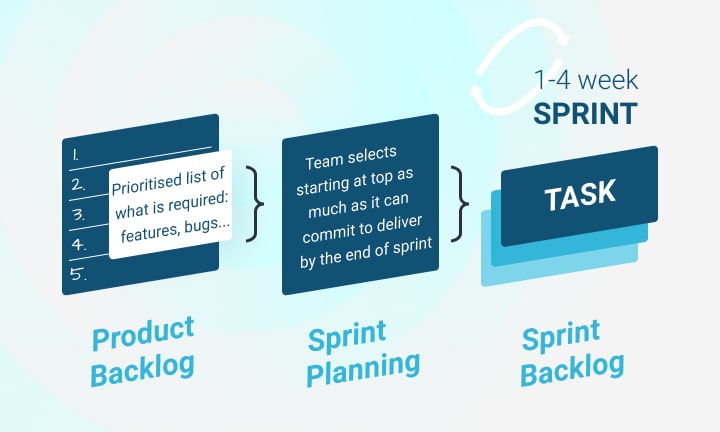 1-4 week
SPRINT
1.
2.
3.
4.
5.
Prioritised list of
what is required:
features, bugs...
Team selects
starting at top as
much as it can
commit to deliver
by the end of sprint
TASK
Product
Backlog
Sprint
Planning
Sprint
Backlog